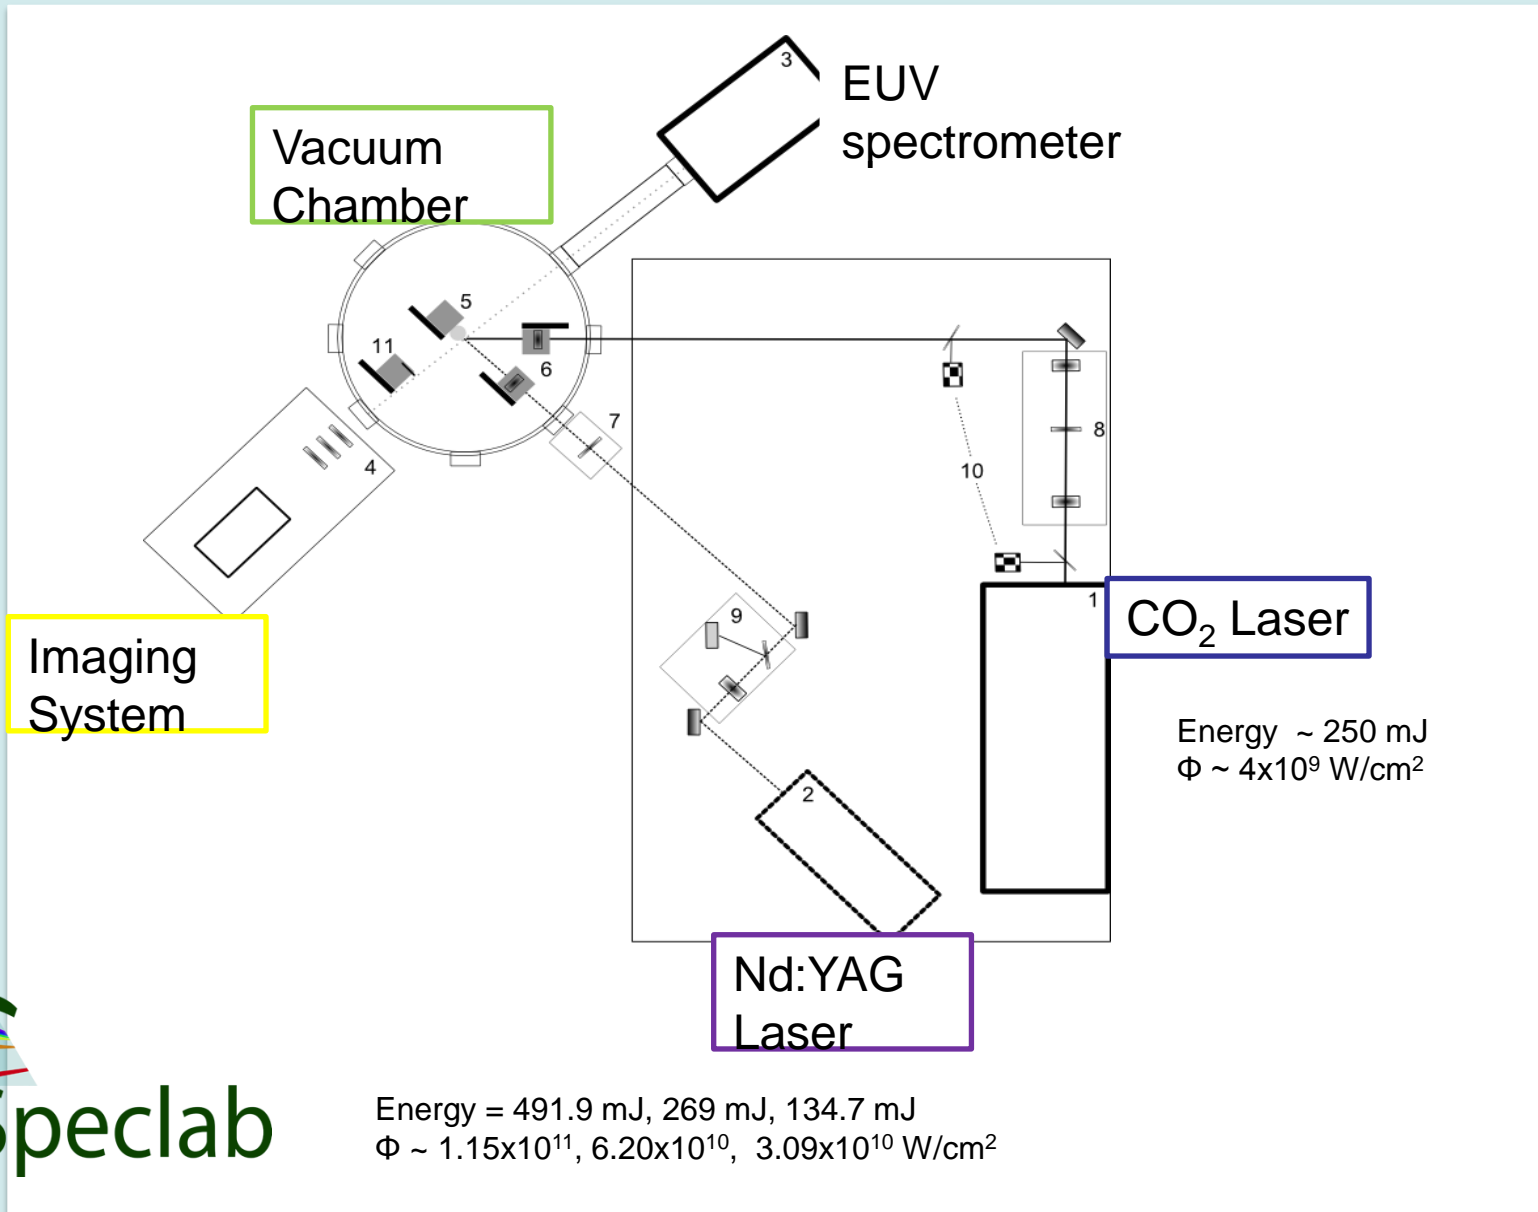 3
EUV
spectrometer
Vacuum
Chamber
5
11
6
7
8
4
10
1
CO₂ Laser
9
Imaging
System
Energy ~ 250 mJ
Φ ~ 4x10⁹ W/cm²
2
Nd:YAG
Laser
Speclab
Energy = 491.9 mJ, 269 mJ, 134.7 mJ
Φ ~ 1.15x10¹¹, 6.20x10¹⁰, 3.09x10¹⁰ W/cm²